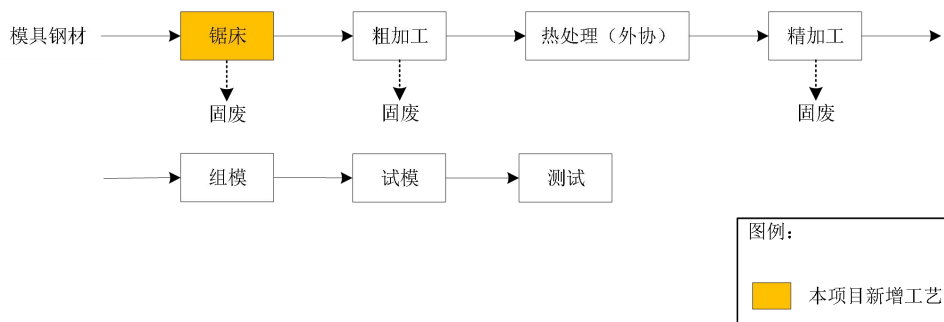 模具钢材 锯床 粗加工 热处理（外协） 精加工
固废 固废 固废
组模 试模 测试
图例：
本项目新增工艺